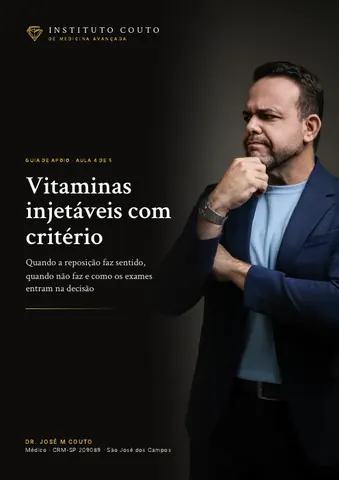 INSTITUTO COUTO
DE MEDICINA AVANÇADA
GUIA DE APOIO · AULA 4 DE 5
Vitaminas
injetáveis com
critério
Quando a reposição faz sentido,
quando não faz e como os exames
entram na decisão
DR. JOSÉ M COUTO
Médico · CRM-SP 209089 · São José dos Campos